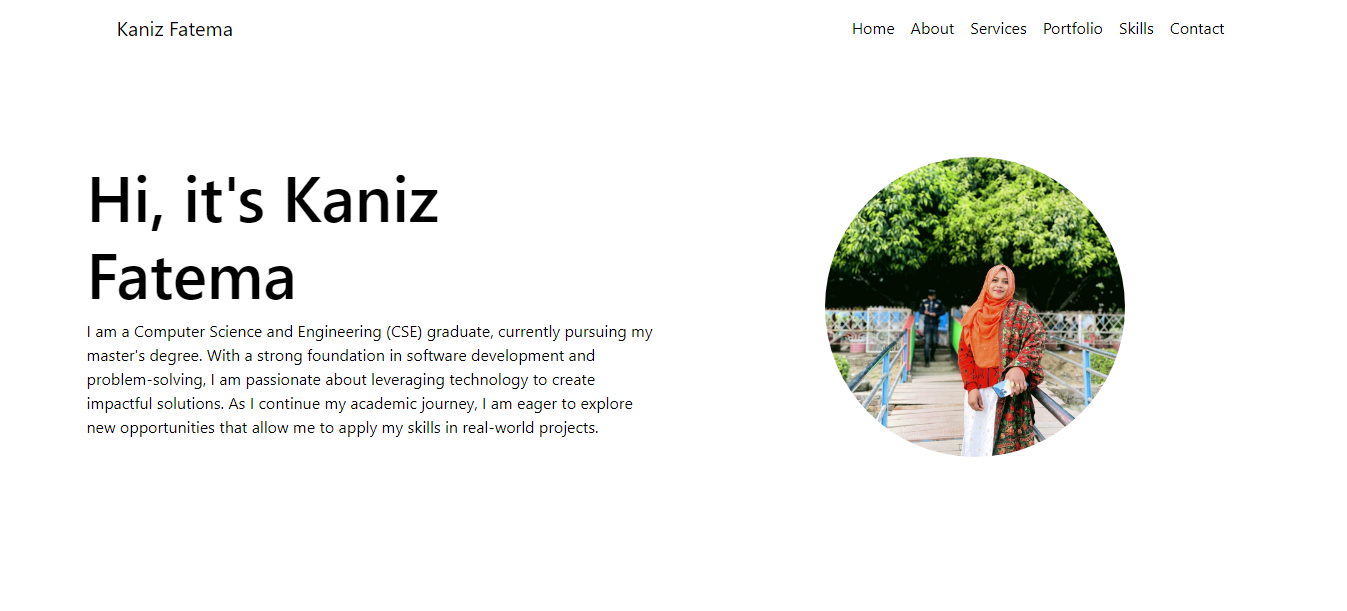 Kaniz Fatema
Home About Services Portfolio Skills Contact
Hi, it's Kaniz
Fatema
I am a Computer Science and Engineering (CSE) graduate, currently pursuing my
master's degree. With a strong foundation in software development and
problem-solving, I am passionate about leveraging technology to create
impactful solutions. As I continue my academic journey, I am eager to explore
new opportunities that allow me to apply my skills in real-world projects.